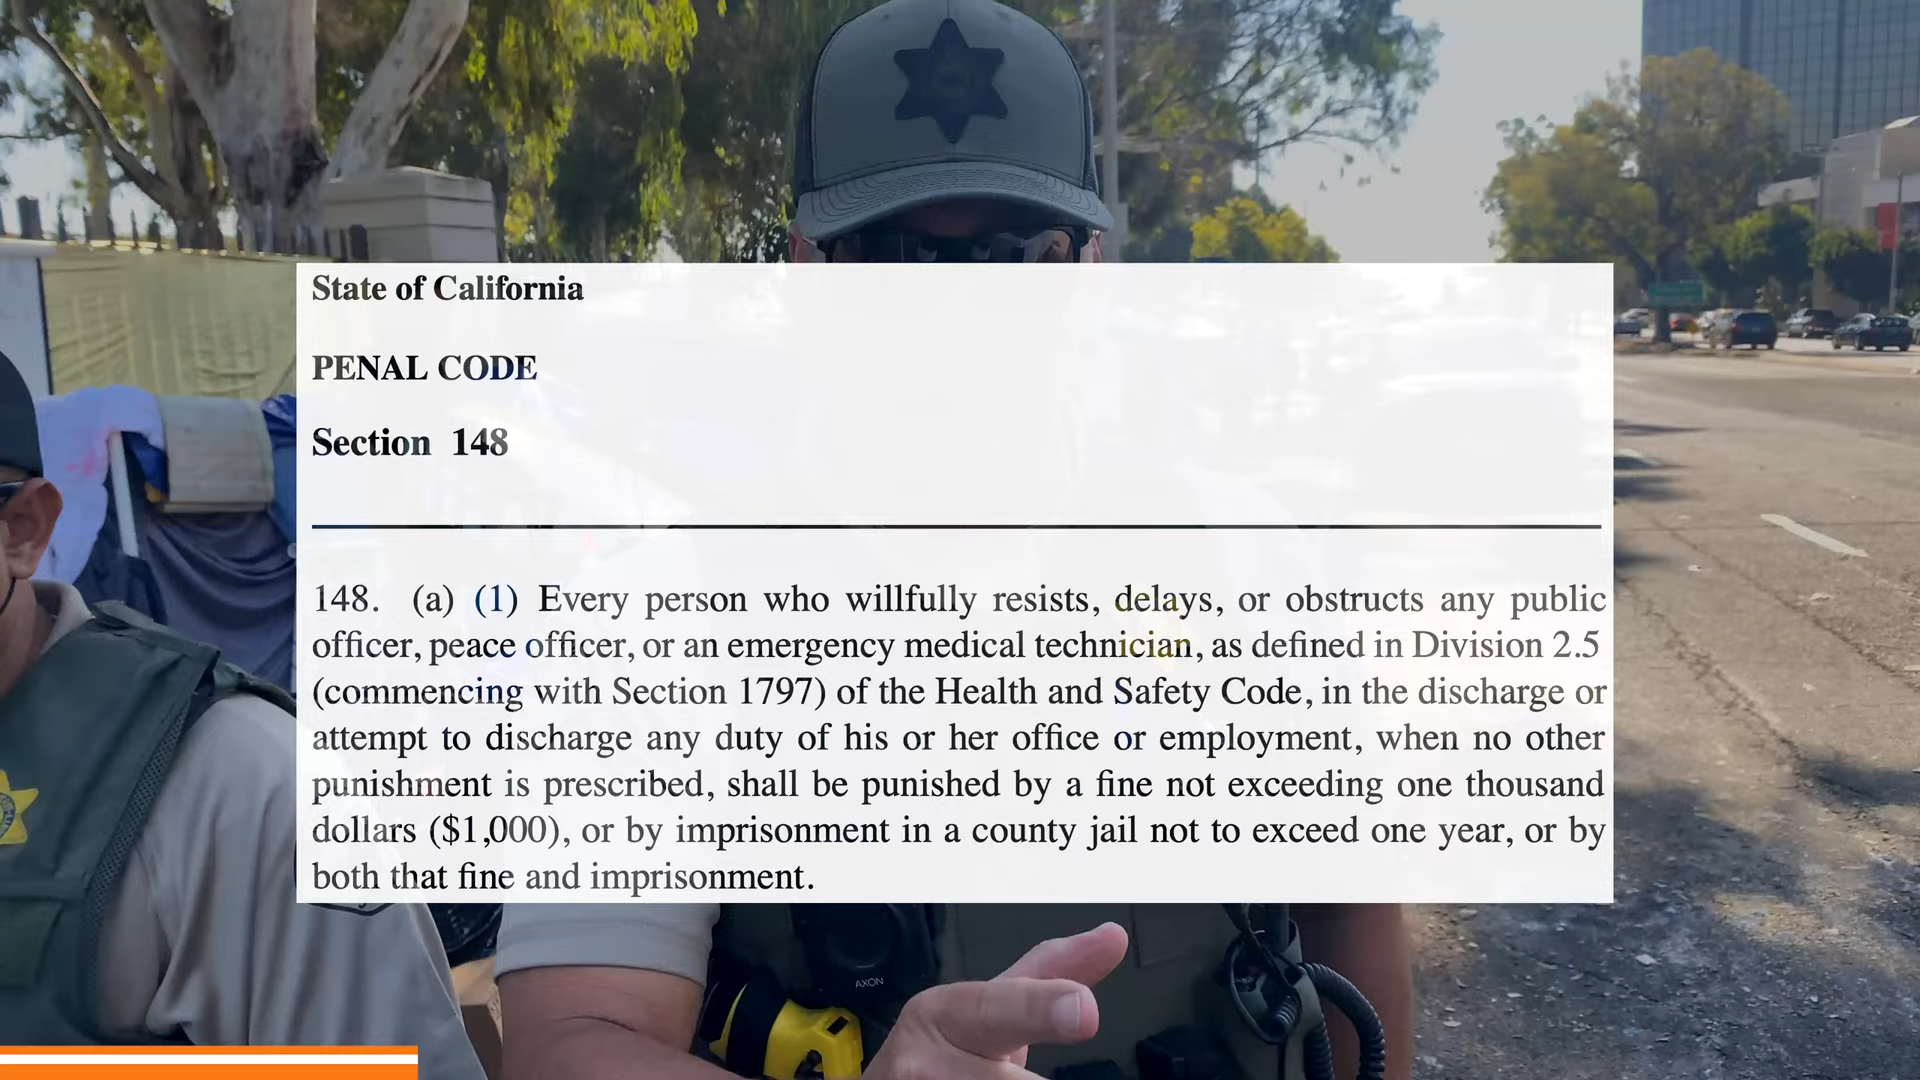 State of California
PENAL CODE
Section 148
148. (a) (1) Every person who willfully resists, delays, or obstructs any public
officer, peace officer, or an emergency medical technician, as defined in Division 2.5
(commencing with Section 1797) of the Health and Safety Code, in the discharge or
attempt to discharge any duty of his or her office or employment, when no other
punishment is prescribed, shall be punished by a fine not exceeding one thousand
dollars ($1,000), or by imprisonment in a county jail not to exceed one year, or by
both that fine and imprisonment.
AXON